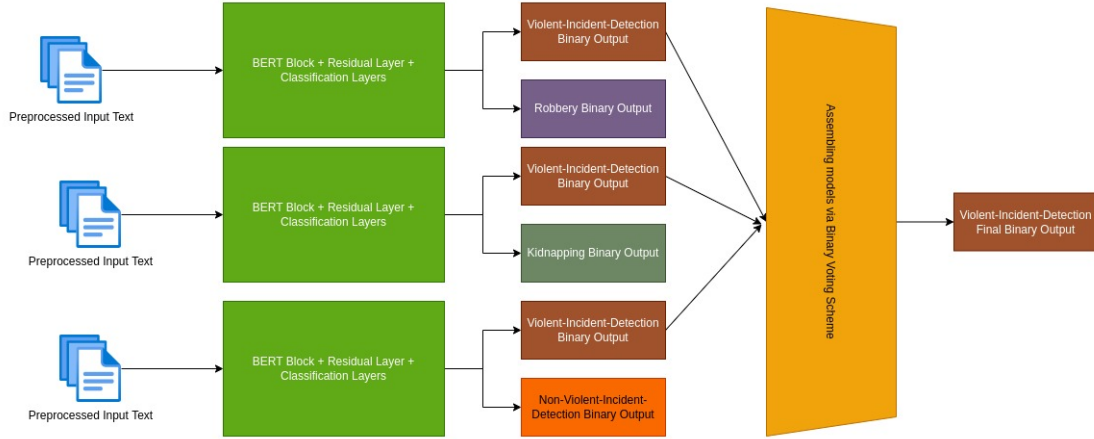 Preprocessed Input Text
BERT Block + Residual Layer +
Classification Layers
Violent-Incident-Detection
Binary Output
Robbery Binary Output
Preprocessed Input Text
BERT Block + Residual Layer +
Classification Layers
Violent-Incident-Detection
Binary Output
Kidnapping Binary Output
Preprocessed Input Text
BERT Block + Residual Layer +
Classification Layers
Violent-Incident-Detection
Binary Output
Non-Violent-Incident-
Detection Binary Output
Assembling models via Binary Voting Scheme
Violent-Incident-Detection
Final Binary Output